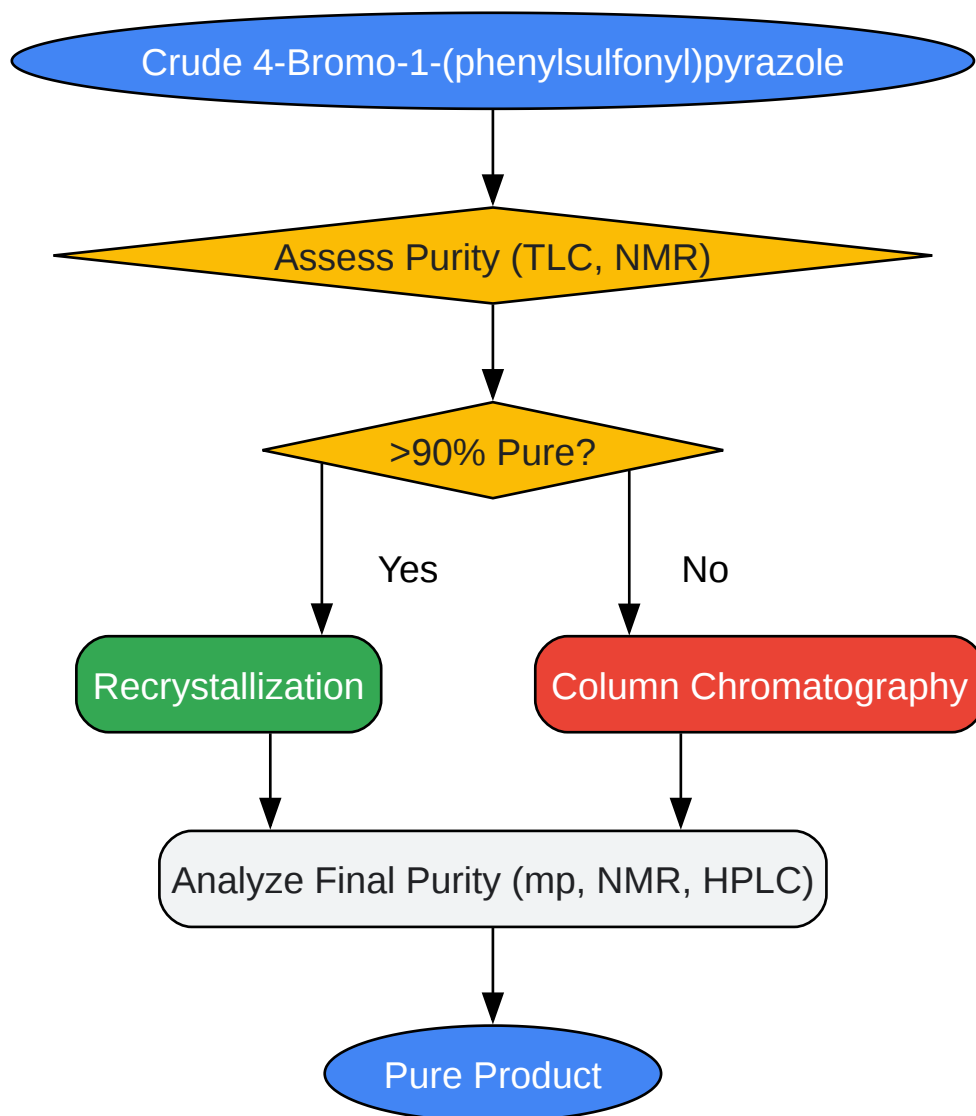 Crude 4-Bromo-1-(phenylsulfonyl)pyrazole
Assess Purity (TLC, NMR)
>90% Pure?
Yes
No
Recrystallization
Column Chromatography
Analyze Final Purity (mp, NMR, HPLC)
Pure Product